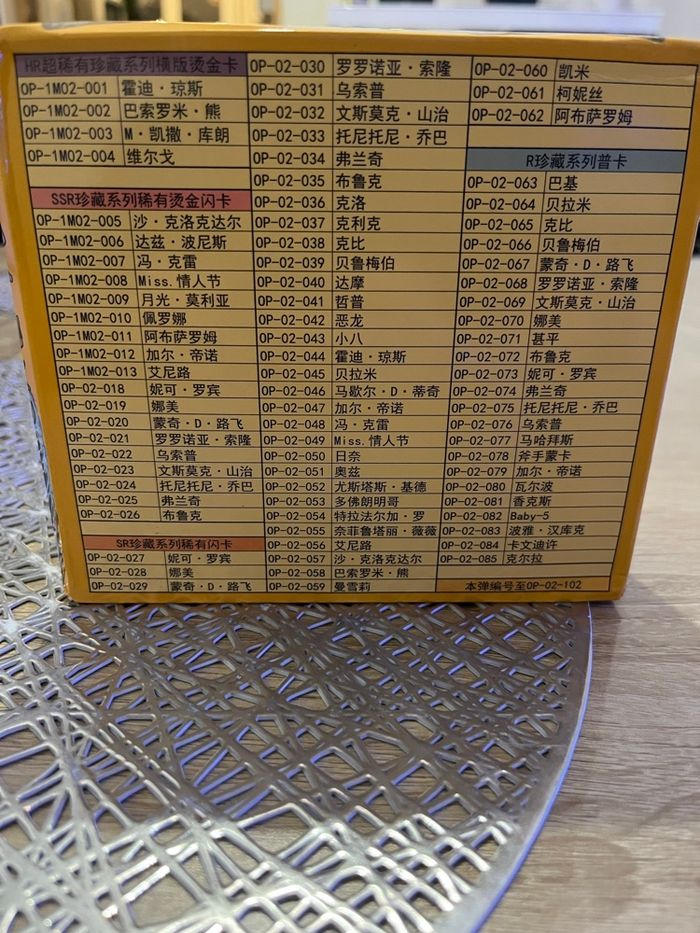 HR超稀有珍藏系列横版烫金卡
OP-1M02-001 霍迪·琼斯
OP-1M02-002 巴索罗米·熊
OP-1M02-003 M·凯撒·库朗
OP-1M02-004 维尔戈
SSR珍藏系列稀有烫金闪卡
OP-1M02-005 沙·克洛克达尔
OP-1M02-006 达兹·波尼斯
OP-1M02-007 冯·克雷
OP-1M02-008 Miss.情人节
OP-1M02-009 月光·莫利亚
OP-1M02-010 佩罗娜
OP-1M02-011 阿布萨罗姆
OP-1M02-012 加尔·帝诺
OP-1M02-013 艾尼路
OP-02-018 妮可·罗宾
OP-02-019 娜美
OP-02-020 蒙奇·D·路飞
OP-02-021 罗罗诺亚·索隆
OP-02-022 乌索普
OP-02-023 文斯莫克·山治
OP-02-024 托尼托尼·乔巴
OP-02-025 弗兰奇
OP-02-026 布鲁克
SR珍藏系列稀有闪卡
OP-02-027 妮可·罗宾
OP-02-028 娜美
OP-02-029 蒙奇·D·路飞
OP-02-030 罗罗诺亚·索隆
OP-02-031 乌索普
OP-02-032 文斯莫克·山治
OP-02-033 托尼托尼·乔巴
OP-02-034 弗兰奇
OP-02-035 布鲁克
OP-02-036 克洛
OP-02-037 克利克
OP-02-038 克比
OP-02-039 贝鲁梅伯
OP-02-040 达摩
OP-02-041 哲普
OP-02-042 恶龙
OP-02-043 小八
OP-02-044 霍迪·琼斯
OP-02-045 贝拉米
OP-02-046 马歇尔·D·蒂奇
OP-02-047 加尔·帝诺
OP-02-048 冯·克雷
OP-02-049 Miss.情人节
OP-02-050 日奈
OP-02-051 奥兹
OP-02-052 尤斯塔斯·基德
OP-02-053 多佛朗明哥
OP-02-054 特拉法尔加·罗
OP-02-055 奈菲鲁塔丽·薇薇
OP-02-056 艾尼路
OP-02-057 沙·克洛克达尔
OP-02-058 巴索罗米·熊
OP-02-059 曼雪莉
OP-02-060 凯米
OP-02-061 柯妮丝
OP-02-062 阿布萨罗姆
R珍藏系列普卡
OP-02-063 巴基
OP-02-064 贝拉米
OP-02-065 克比
OP-02-066 贝鲁梅伯
OP-02-067 蒙奇·D·路飞
OP-02-068 罗罗诺亚·索隆
OP-02-069 文斯莫克·山治
OP-02-070 娜美
OP-02-071 甚平
OP-02-072 布鲁克
OP-02-073 妮可·罗宾
OP-02-074 弗兰奇
OP-02-075 托尼托尼·乔巴
OP-02-076 乌索普
OP-02-077 马哈拜斯
OP-02-078 斧手蒙卡
OP-02-079 加尔·帝诺
OP-02-080 瓦尔波
OP-02-081 香克斯
OP-02-082 Baby-5
OP-02-083 波雅·汉库克
OP-02-084 卡文迪许
OP-02-085 克尔拉
本弹编号至OP-02-102